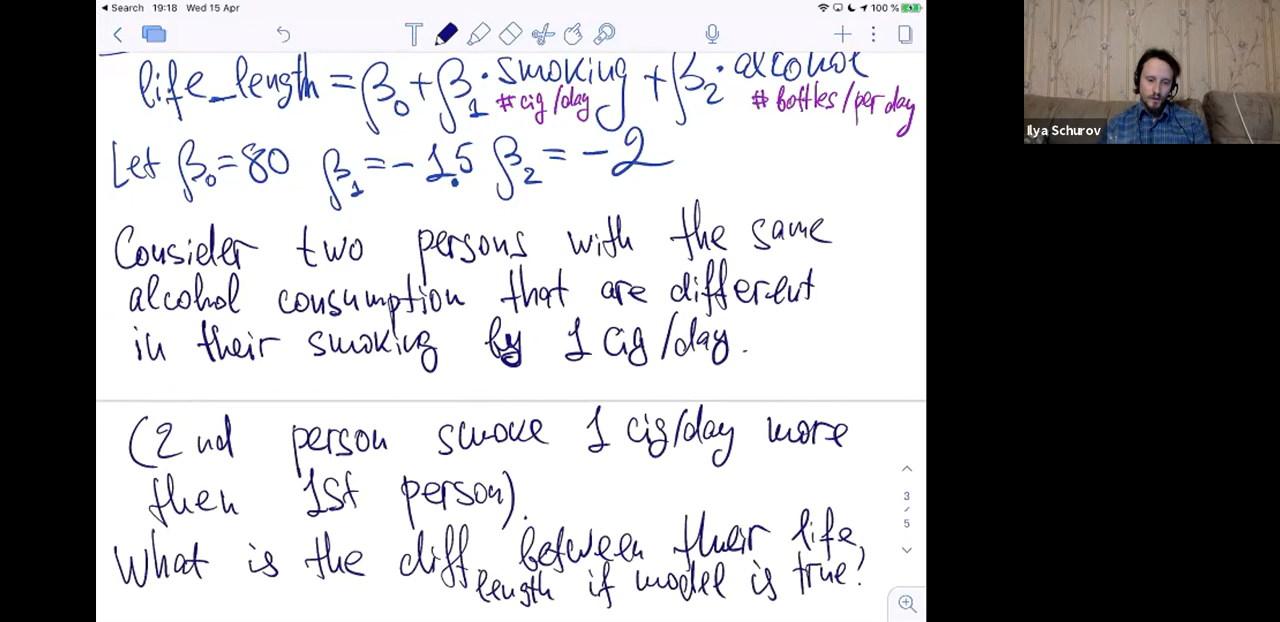 Search 19:18 Wed 15 Apr 100 %
life_length = β₀ + β₁ · smoking + β₂ · alcohol
# cig/day # bottles/per day
Ilya Schurov
Let β₀ = 80 β₁ = - 1.5 β₂ = - 2
Consider two persons with the same
alcohol consumption that are different
in their smoking by 1 cig/day.
(2nd person smoke 1 cig/day more
then 1st person).
What is the diff between their life
length if model is true?
3
5